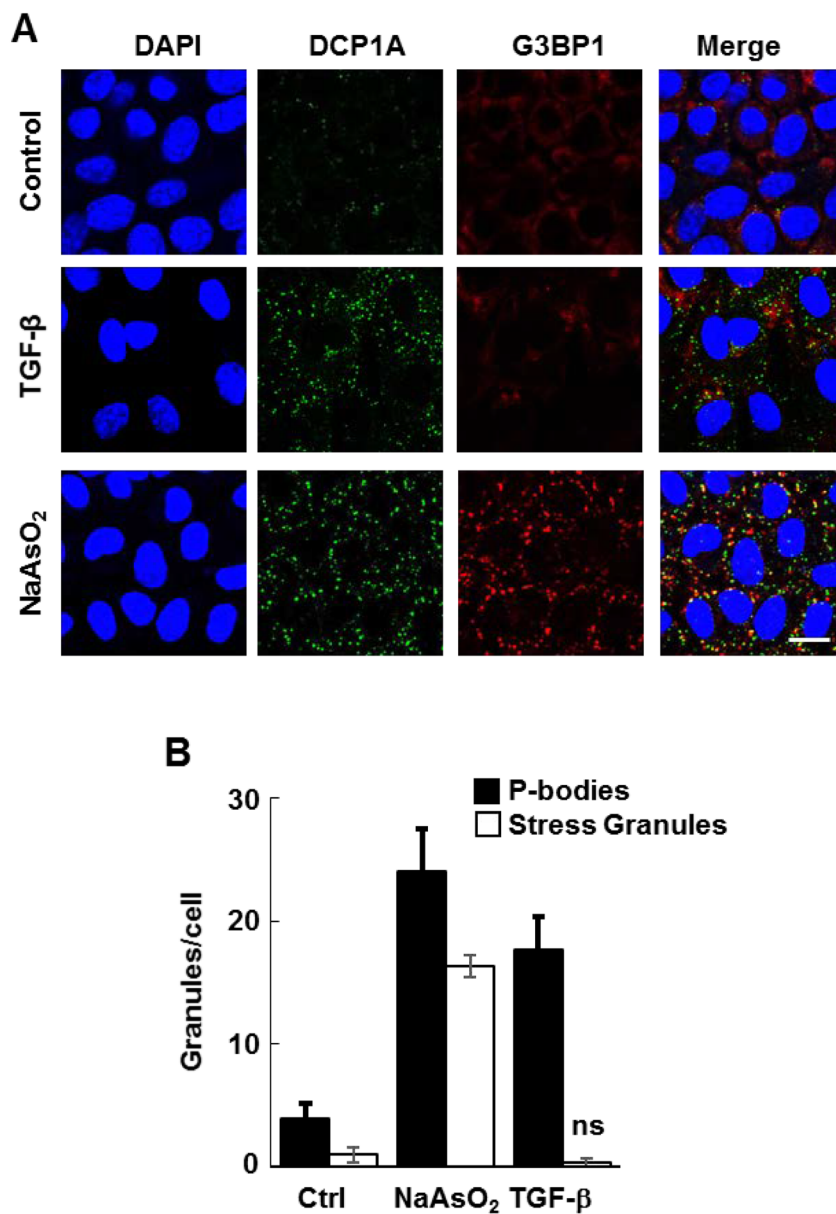 A
DAPI DCP1A G3BP1 Merge
Control
TGF-β
NaAsO₂
B
P-bodies
Stress Granules
Granules/cell
30
20
10
0
ns
Ctrl NaAsO₂ TGF-β